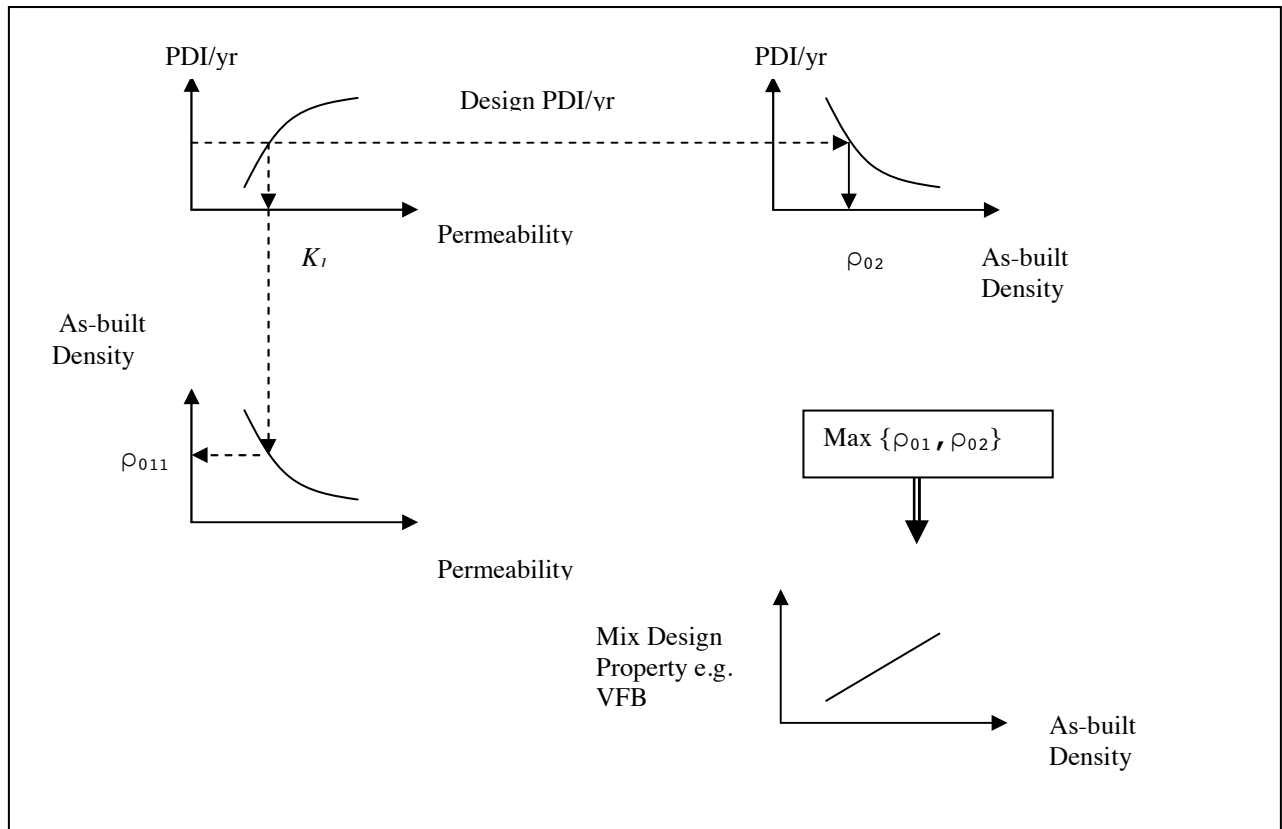 PDI/yr
Design PDI/yr
PDI/yr
Permeability
K₁
ρ₀₂
As-built
Density
As-built
Density
ρ₀₁₁
Max {ρ₀₁, ρ₀₂}
Permeability
Mix Design
Property e.g.
VFB
As-built
Density